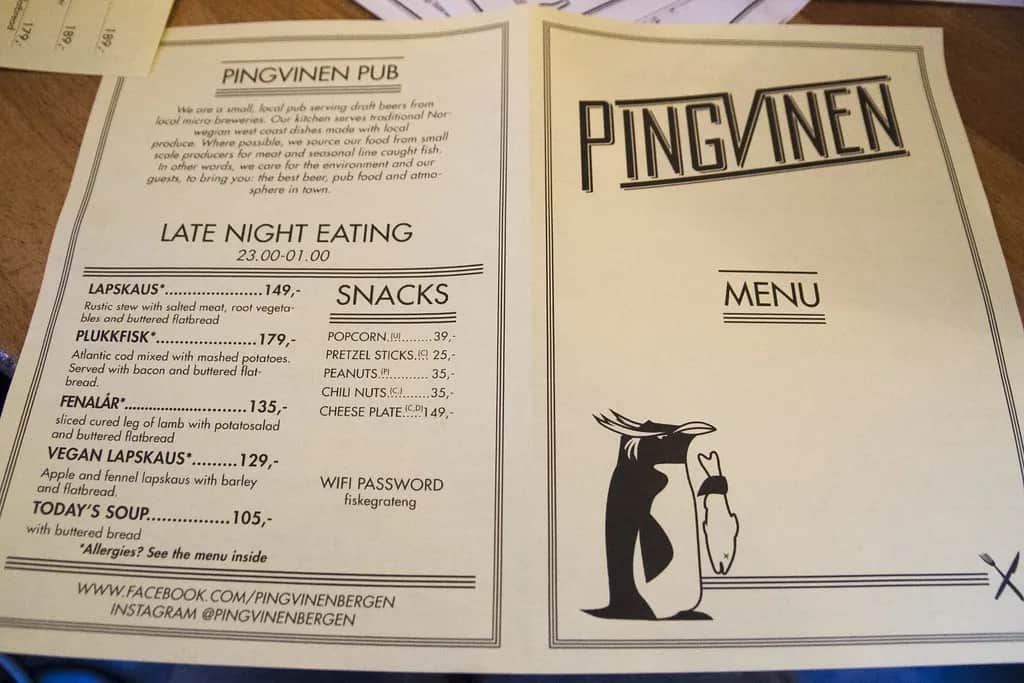 179,-
189,-
189,-
PINGVINEN PUB
We are a small, local pub serving draft beers from
local micro-breweries. Our kitchen serves traditional Nor-
wegian west coast dishes made with local
produce. Where possible, we source our food from small
scale producers for meat and seasonal line caught fish.
In other words, we care for the environment and our
guests, to bring you: the best beer, pub food and atmo-
sphere in town.
LATE NIGHT EATING
23.00-01.00
LAPSKAUS*.....................149,-
Rustic stew with salted meat, root vegeta-
bles and buttered flatbread
PLUKKFISK*......................179,-
Atlantic cod mixed with mashed potatoes.
Served with bacon and buttered flat-
bread.
FENALÅR*............................135,-
sliced cured leg of lamb with potatosalad
and buttered flatbread
VEGAN LAPSKAUS*.........129,-
Apple and fennel lapskaus with barley
and flatbread.
TODAY'S SOUP.................105,-
with buttered bread
*Allergies? See the menu inside
SNACKS
POPCORN.(U)........39,-
PRETZEL STICKS.(C) 25,-
PEANUTS.(P)......... 35,-
CHILI NUTS.(C,).......35,-
CHEESE PLATE.(C,D)149,-
WIFI PASSWORD
fiskegrateng
WWW.FACEBOOK.COM/PINGVINENBERGEN
INSTAGRAM @PINGVINENBERGEN
PINGVINEN
MENU